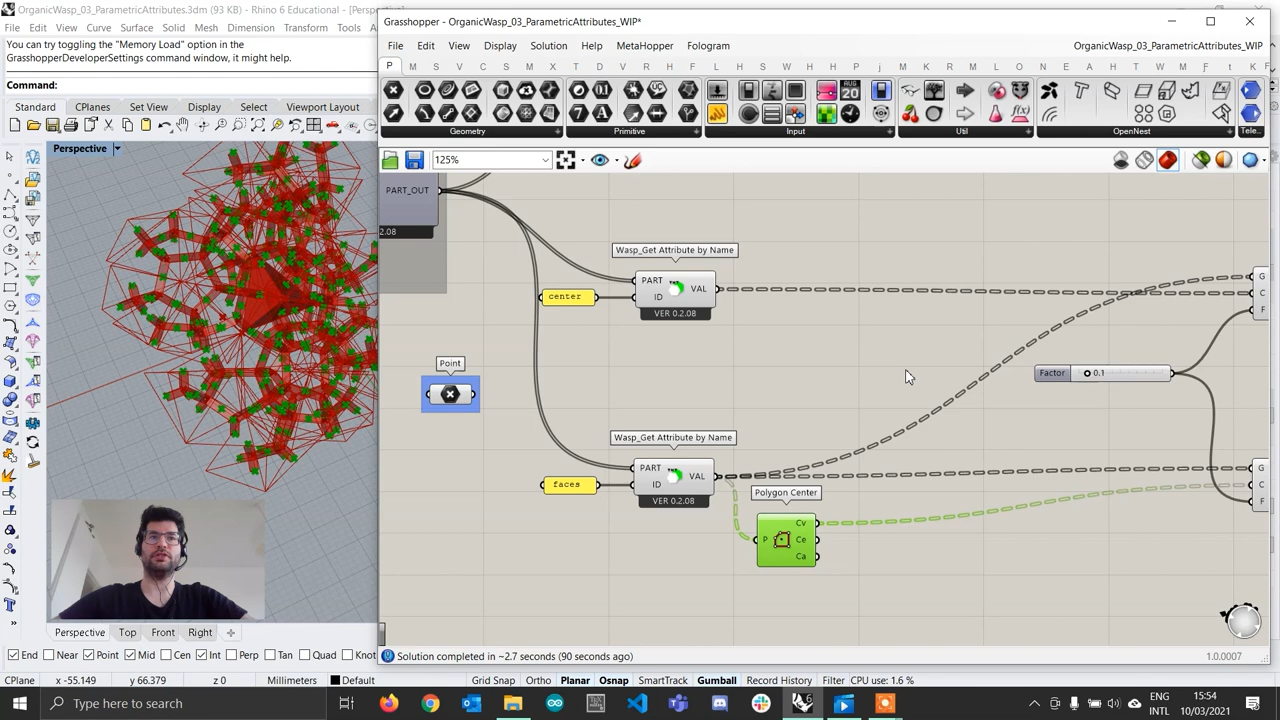 OrganicWasp_03_ParametricAttributes.3dm (93 KB) - Rhino 6 Educational - [Perspective]
File Edit View Curve Surface Solid Mesh Dimension Transform Tools
You can try toggling the "Memory Load" option in the
GrasshopperDeveloperSettings command window, it might help.
Command:
Standard CPlanes Set View Display Select Viewport Layout
Perspective
Grasshopper - OrganicWasp_03_ParametricAttributes_WIP*
File Edit View Display Solution Help MetaHopper Fologram
OrganicWasp_03_ParametricAttributes_WIP
P M S V C S M I T D W L H S W L H H M P j M K A L O N M P A F t K
Geometry Primitive Input Util OpenNest Tele...
AUG
20
125%
PART_OUT
2.08
Wasp_Get Attribute by Name
center
PART
ID
VAL
VER 0.2.08
Point
Wasp_Get Attribute by Name
faces
PART
ID
VAL
VER 0.2.08
Polygon Center
P
Cv
Ce
Ca
Factor 0.1
G
C
F
G
C
F
Solution completed in ~2.7 seconds (90 seconds ago)
1.0.0007
Perspective Top Front Right
End Near Point Mid Cen Int Perp Tan Quad Knot
CPlane x -55.149 y 66.379 z 0 Millimeters Default Grid Snap Ortho Planar Osnap SmartTrack Gumball Record History Filter CPU use: 1.6 %
Type here to search
ENG
INTL
15:54
10/03/2021